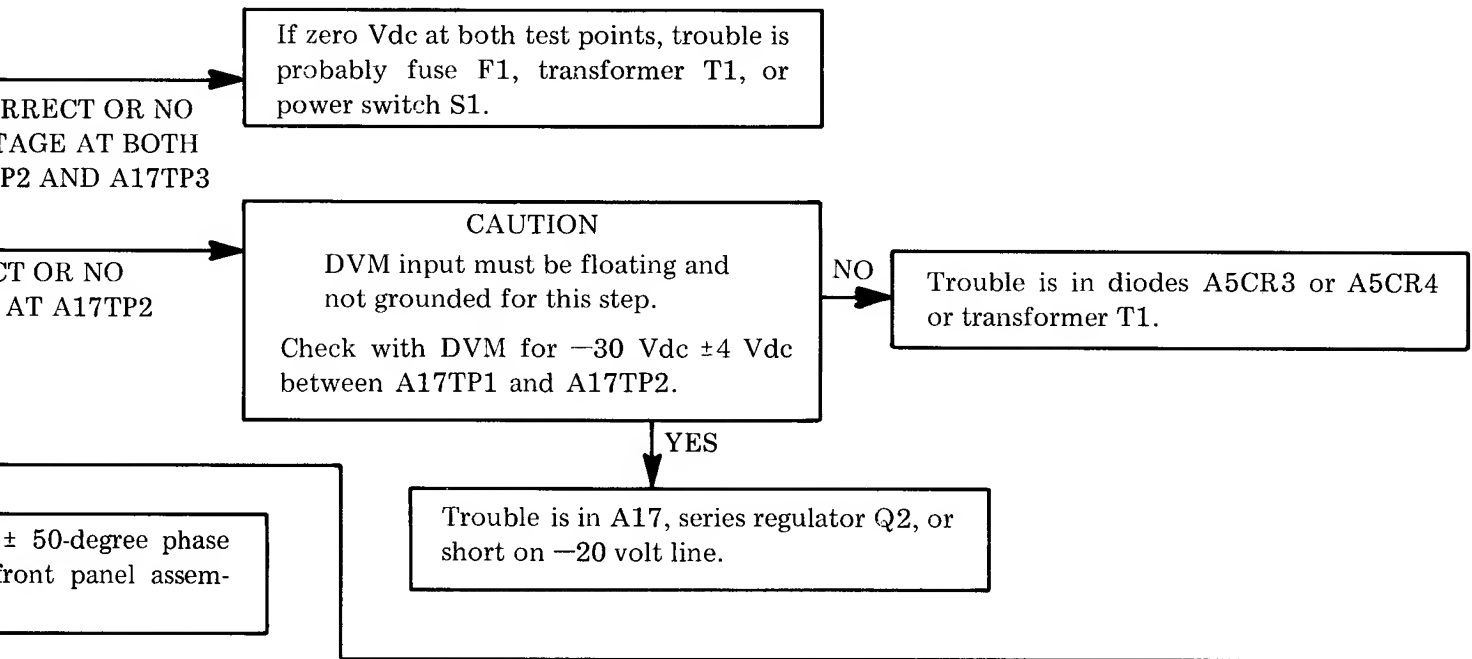 If zero Vdc at both test points, trouble is
probably fuse F1, transformer T1, or
power switch S1.
RRECT OR NO
TAGE AT BOTH
P2 AND A17TP3
CAUTION
DVM input must be floating and
not grounded for this step.
Check with DVM for —30 Vdc ±4 Vdc
between A17TP1 and A17TP2.
CT OR NO
AT A17TP2
NO
Trouble is in diodes A5CR3 or A5CR4
or transformer T1.
YES
Trouble is in A17, series regulator Q2, or
short on —20 volt line.
± 50-degree phase
front panel assem-